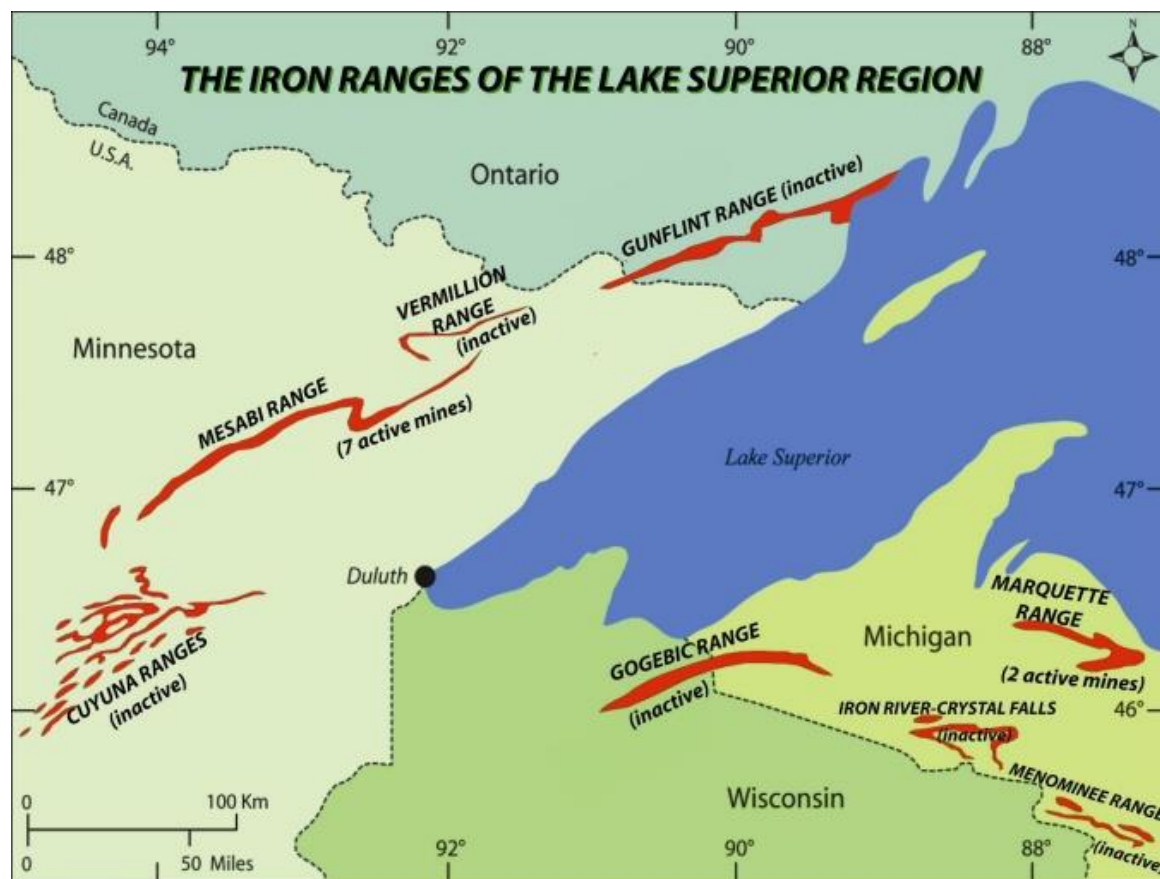 N
94°
92°
90°
88°
THE IRON RANGES OF THE LAKE SUPERIOR REGION
Canada
U.S.A.
Ontario
GUNFLINT RANGE (inactive)
48°
48°
VERMILLION
RANGE
(inactive)
Minnesota
MESABI RANGE
(7 active mines)
Lake Superior
47°
47°
Duluth
MARQUETTE
RANGE
(2 active mines)
Michigan
GOGEBIC RANGE
(inactive)
CUYUNA RANGES
(inactive)
IRON RIVER-CRYSTAL FALLS
(inactive)
46°
MENOMINEE RANGE
(inactive)
Wisconsin
0 100 Km
0 50 Miles
92°
90°
88°